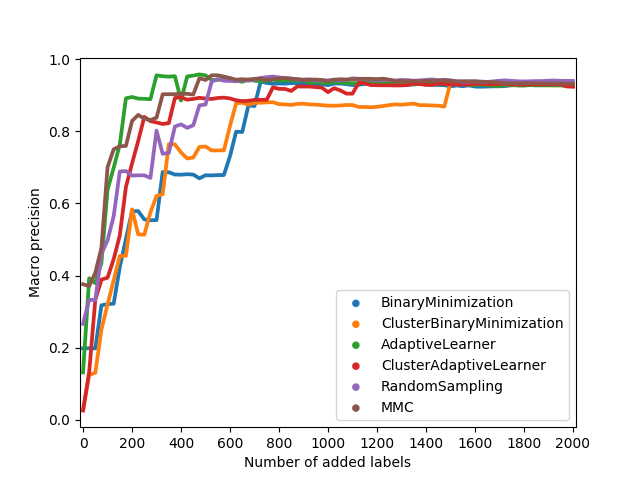 1.0
0.8
0.6
0.4
0.2
0.0
Macro precision
BinaryMinimization
ClusterBinaryMinimization
AdaptiveLearner
ClusterAdaptiveLearner
RandomSampling
MMC
0 200 400 600 800 1000 1200 1400 1600 1800 2000
Number of added labels